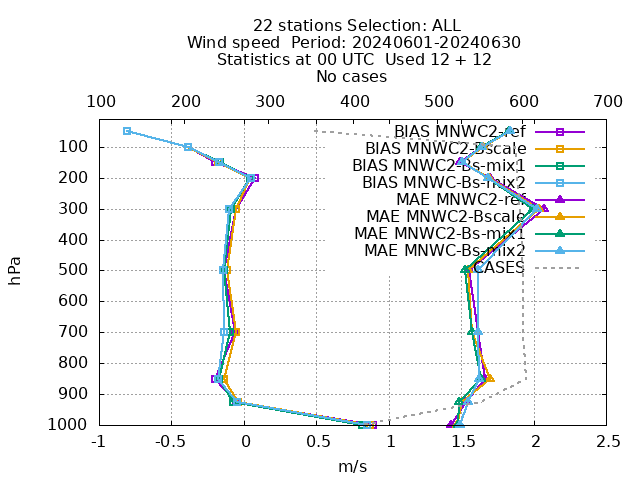 22 stations Selection: ALL
Wind speed  Period: 20240601-20240630
Statistics at 00 UTC  Used 12 + 12
No cases
100 200 300 400 500 600 700
BIAS MNWC2-ref
BIAS MNWC2-Bscale
BIAS MNWC2-Bs-mix1
BIAS MNWC-Bs-mix2
MAE MNWC2-ref
MAE MNWC2-Bscale
MAE MNWC2-Bs-mix1
MAE MNWC-Bs-mix2
CASES
100
200
300
400
500
600
700
800
900
1000
hPa
-1 -0.5 0 0.5 1 1.5 2 2.5
m/s